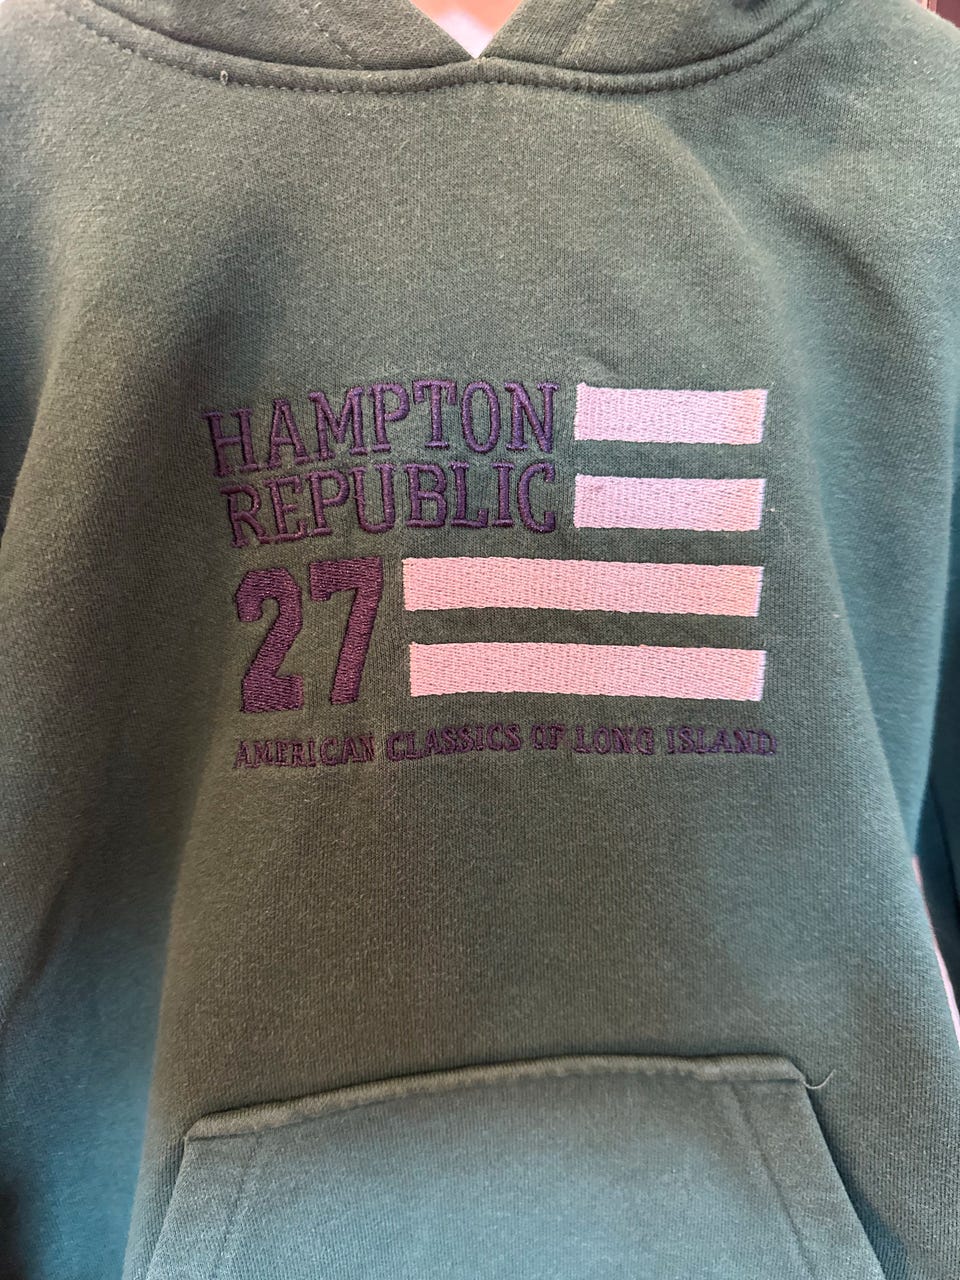 HAMPTON
REPUBLIC
27
AMERICAN CLASSICS OF LONG ISLAND